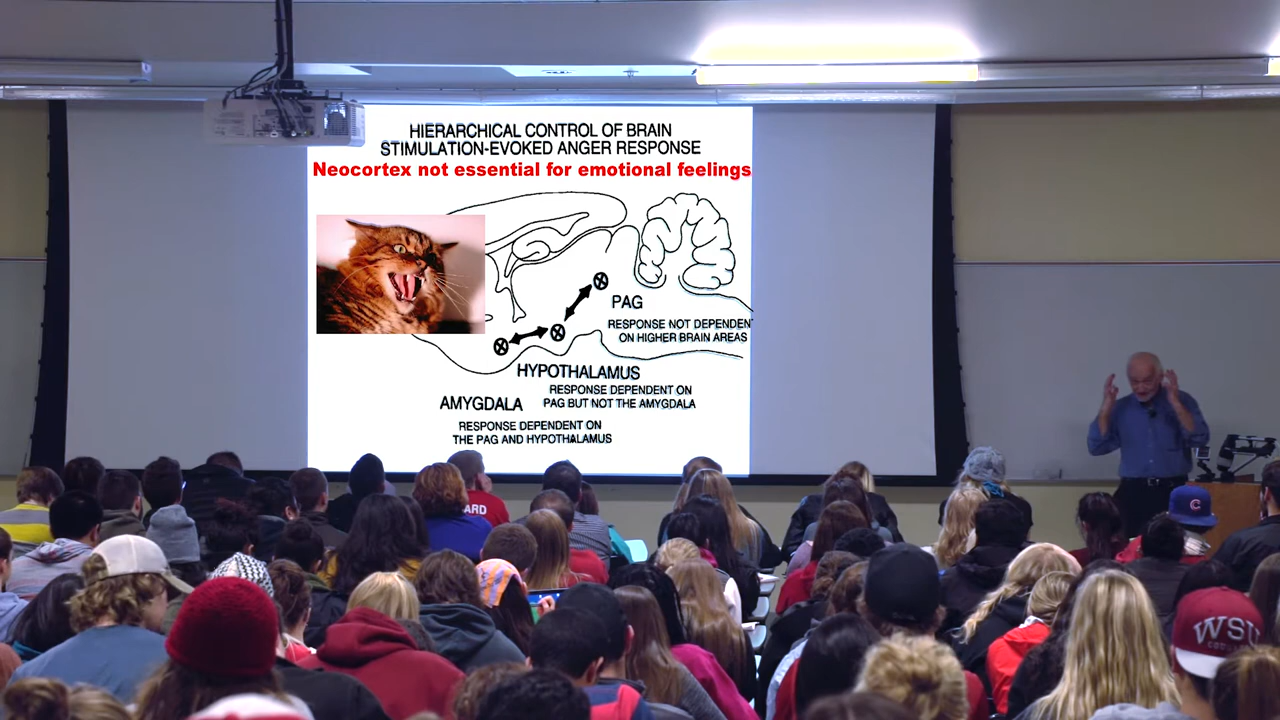 HIERARCHICAL CONTROL OF BRAIN
STIMULATION-EVOKED ANGER RESPONSE
Neocortex not essential for emotional feelings
PAG
RESPONSE NOT DEPENDEN
ON HIGHER BRAIN AREAS
HYPOTHALAMUS
RESPONSE DEPENDENT ON
PAG BUT NOT THE AMYGDALA
AMYGDALA
RESPONSE DEPENDENT ON
THE PAG AND HYPOTHALAMUS
ARD
C
WSU